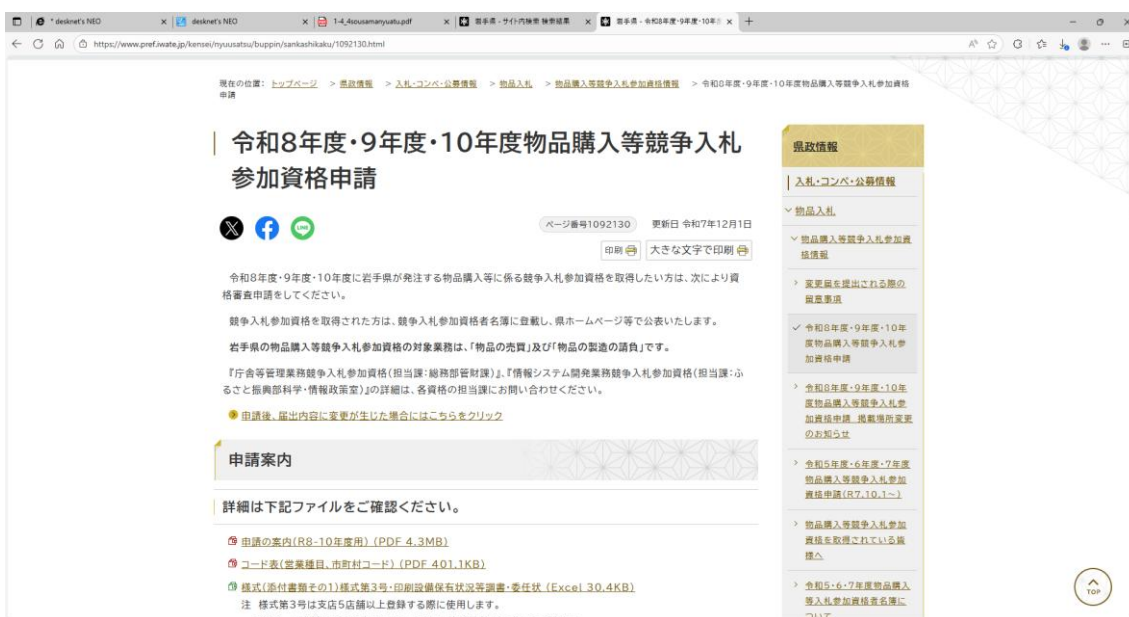 * desknet's NEO
desknet's NEO
1-4_4sousamanyuatu.pdf
岩手県 - サイト内検索 検索結果
岩手県 - 令和8年度・9年度・10年度
https://www.pref.iwate.jp/kensei/nyuusatsu/buppin/sankashikaku/1092130.html
現在の位置: トップページ > 県政情報 > 入札・コンペ・公募情報 > 物品入札 > 物品購入等競争入札参加資格情報 > 令和8年度・9年度・10年度物品購入等競争入札参加資格
申請
令和8年度・9年度・10年度物品購入等競争入札
参加資格申請
ページ番号1092130 更新日 令和7年12月1日
印刷 大きな文字で印刷
令和8年度・9年度・10年度に岩手県が発注する物品購入等に係る競争入札参加資格を取得したい方は、次により資
格審査申請をしてください。
競争入札参加資格を取得された方は、競争入札参加資格者名簿に登載し、県ホームページ等で公表いたします。
岩手県の物品購入等競争入札参加資格の対象業務は、「物品の売買」及び「物品の製造の請負」です。
『庁舎等管理業務競争入札参加資格(担当課:総務部管財課)』、『情報システム開発業務競争入札参加資格(担当課:ふ
るさと振興部科学・情報政策室)』の詳細は、各資格の担当課にお問い合わせください。
申請後、届出内容に変更が生じた場合にはこちらをクリック
申請案内
詳細は下記ファイルをご確認ください。
申請の案内(R8-10年度用) (PDF 4.3MB)
コード表(営業種目、市町村コード) (PDF 401.1KB)
様式(添付書類その1)様式第3号・印刷設備保有状況等調書・委任状 (Excel 30.4KB)
注 様式第3号は支店5店舗以上登録する際に使用します。
県政情報
入札・コンペ・公募情報
物品入札
物品購入等競争入札参加資
格情報
変更届を提出される際の
留意事項
令和8年度・9年度・10年
度物品購入等競争入札参
加資格申請
令和8年度・9年度・10年
度物品購入等競争入札参
加資格申請 掲載場所変更
のお知らせ
令和5年度・6年度・7年度
物品購入等競争入札参加
資格申請(R7.10.1~)
物品購入等競争入札参加
資格を取得されている皆
様へ
令和5・6・7年度物品購入
等入札参加資格者名簿に
ついて
TOP